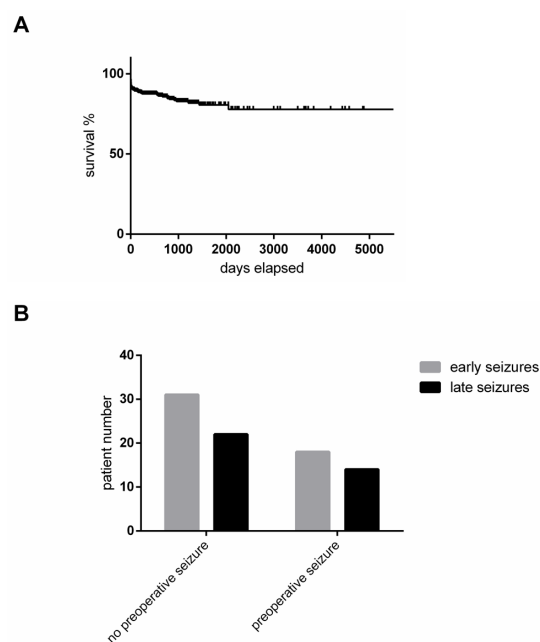 A
100
50
0
survival %
0 1000 2000 3000 4000 5000
days elapsed
B
early seizures
late seizures
40
30
20
10
0
patient number
no preoperative seizure
preoperative seizure